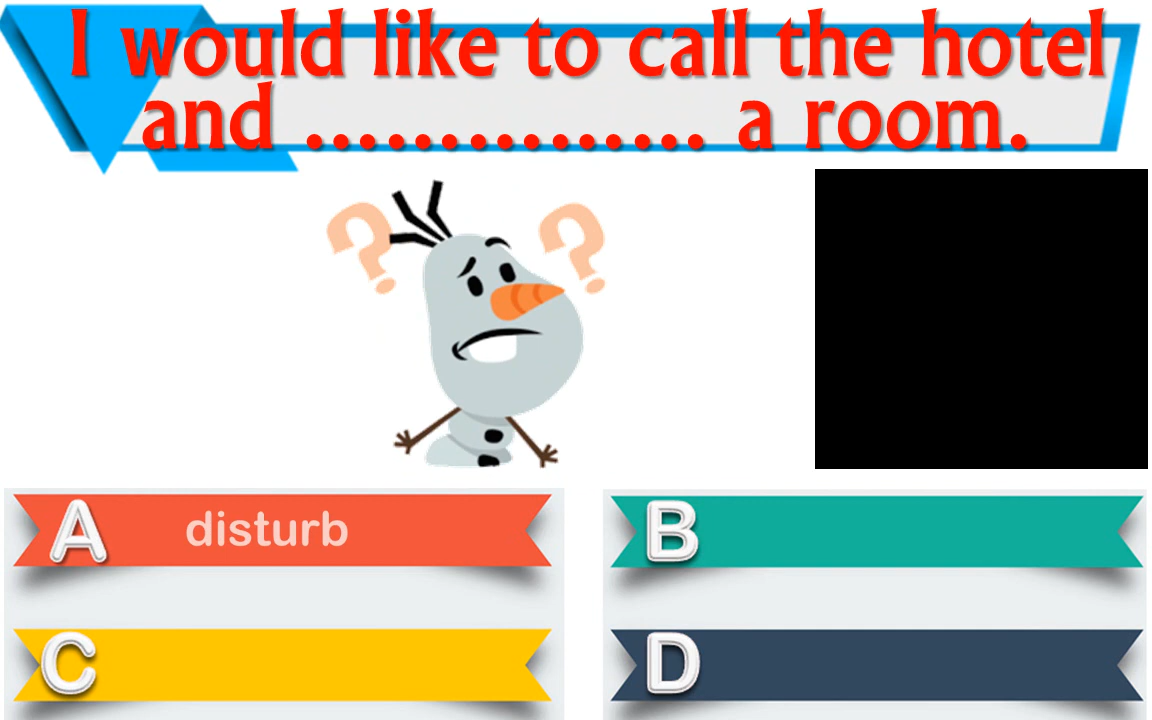 I would like to call the hotel
and ............... a room.
? ?
A disturb
B
C
D